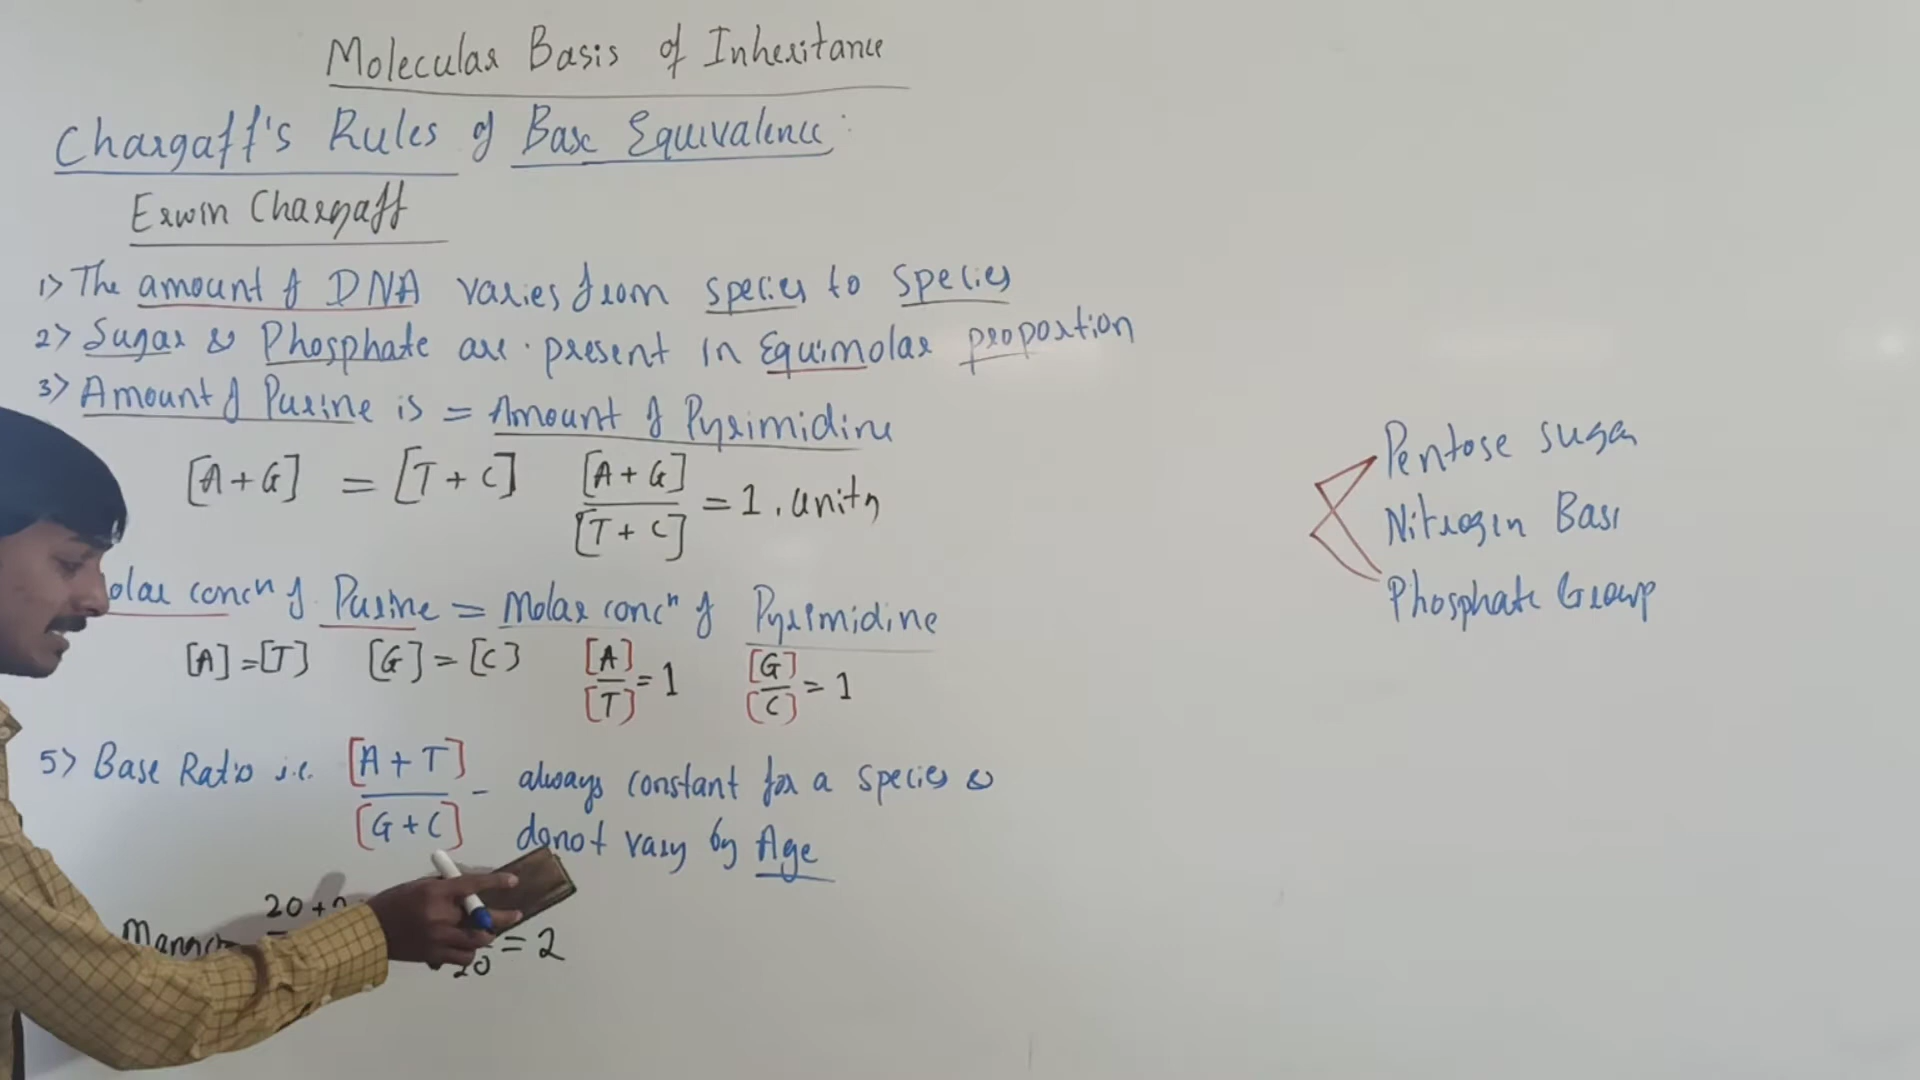 Molecular Basis of Inheritance
Chargaff's Rules of Base Equivalence:
Erwin Chargaff
1> The amount of DNA varies from species to species
2> Sugar & Phosphate are present in Equimolar proportion
3> Amount of Purine is = Amount of Pyrimidine
[A+G] = [T+C] [A+G]/[T+C] = 1. unity
olar concn of Purine = Molar concn of Pyrimidine
[A]=[T] [G]=[C] [A]/[T]=1 [G]/[C]=1
5> Base Ratio i.e. [A+T]/[G+C] - always constant for a species &
donot vary by Age
20 +
20 = 2
Pentose sugar
Nitrogen Base
Phosphate Group